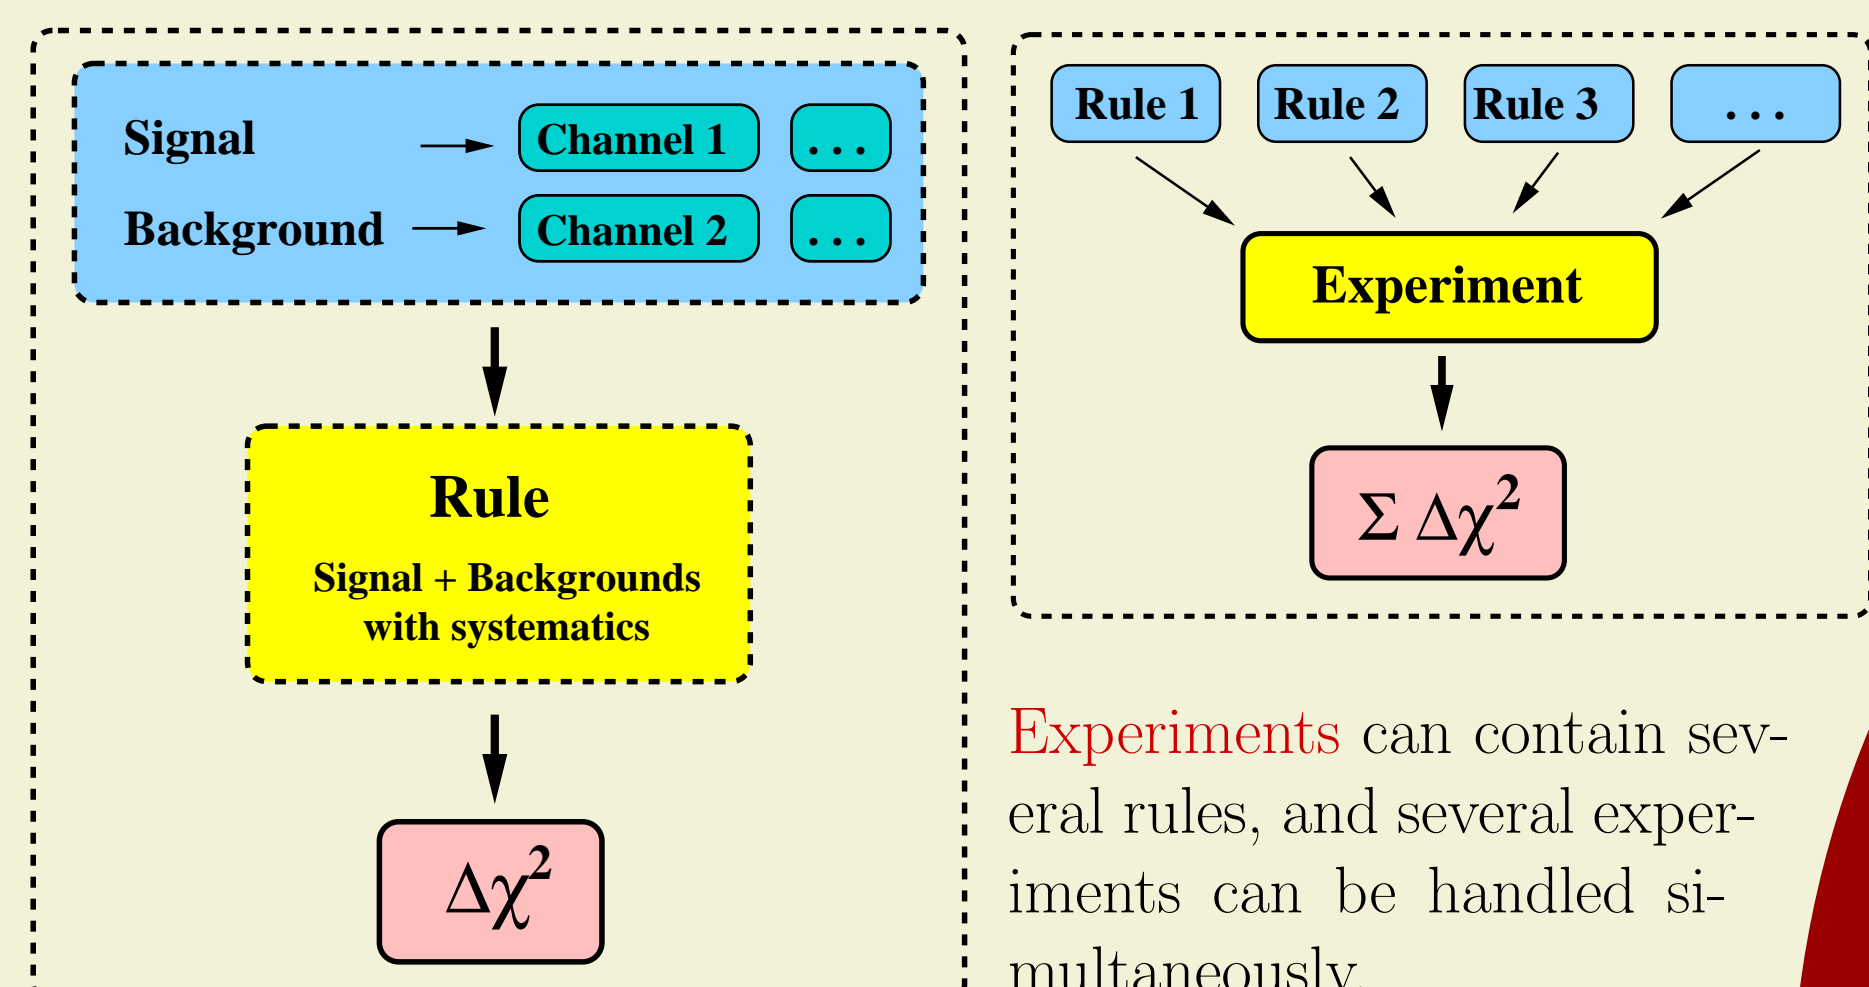 Signal Channel 1 ...
Background Channel 2 ...
Rule
Signal + Backgrounds
with systematics
Δχ²
Rule 1 Rule 2 Rule 3 ...
Experiment
Σ Δχ²
Experiments can contain sev-
eral rules, and several exper-
iments can be handled si-
multaneously.